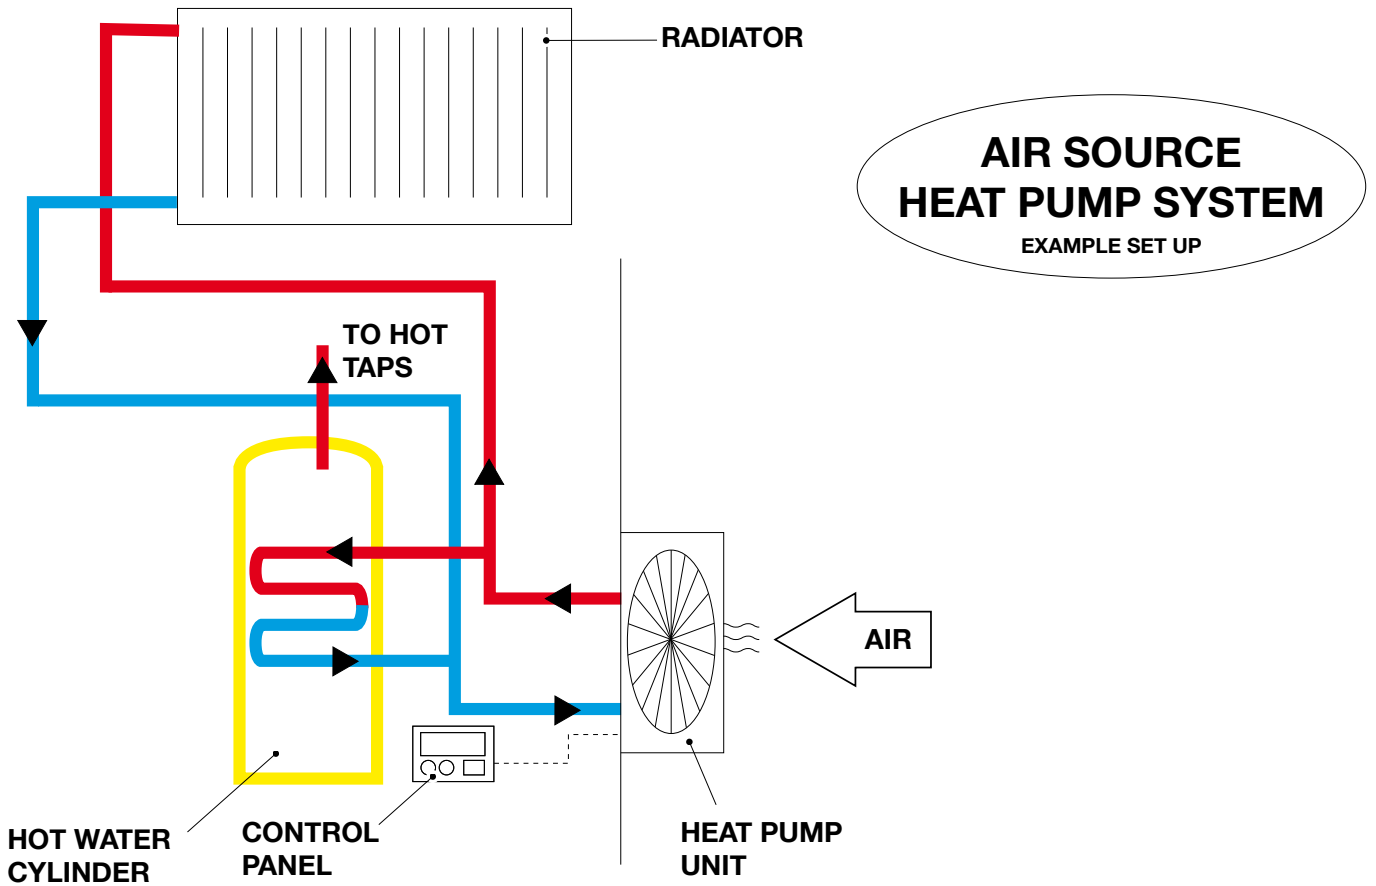 RADIATOR
AIR SOURCE
HEAT PUMP SYSTEM
EXAMPLE SET UP
TO HOT
TAPS
AIR
HOT WATER
CYLINDER
CONTROL
PANEL
HEAT PUMP
UNIT